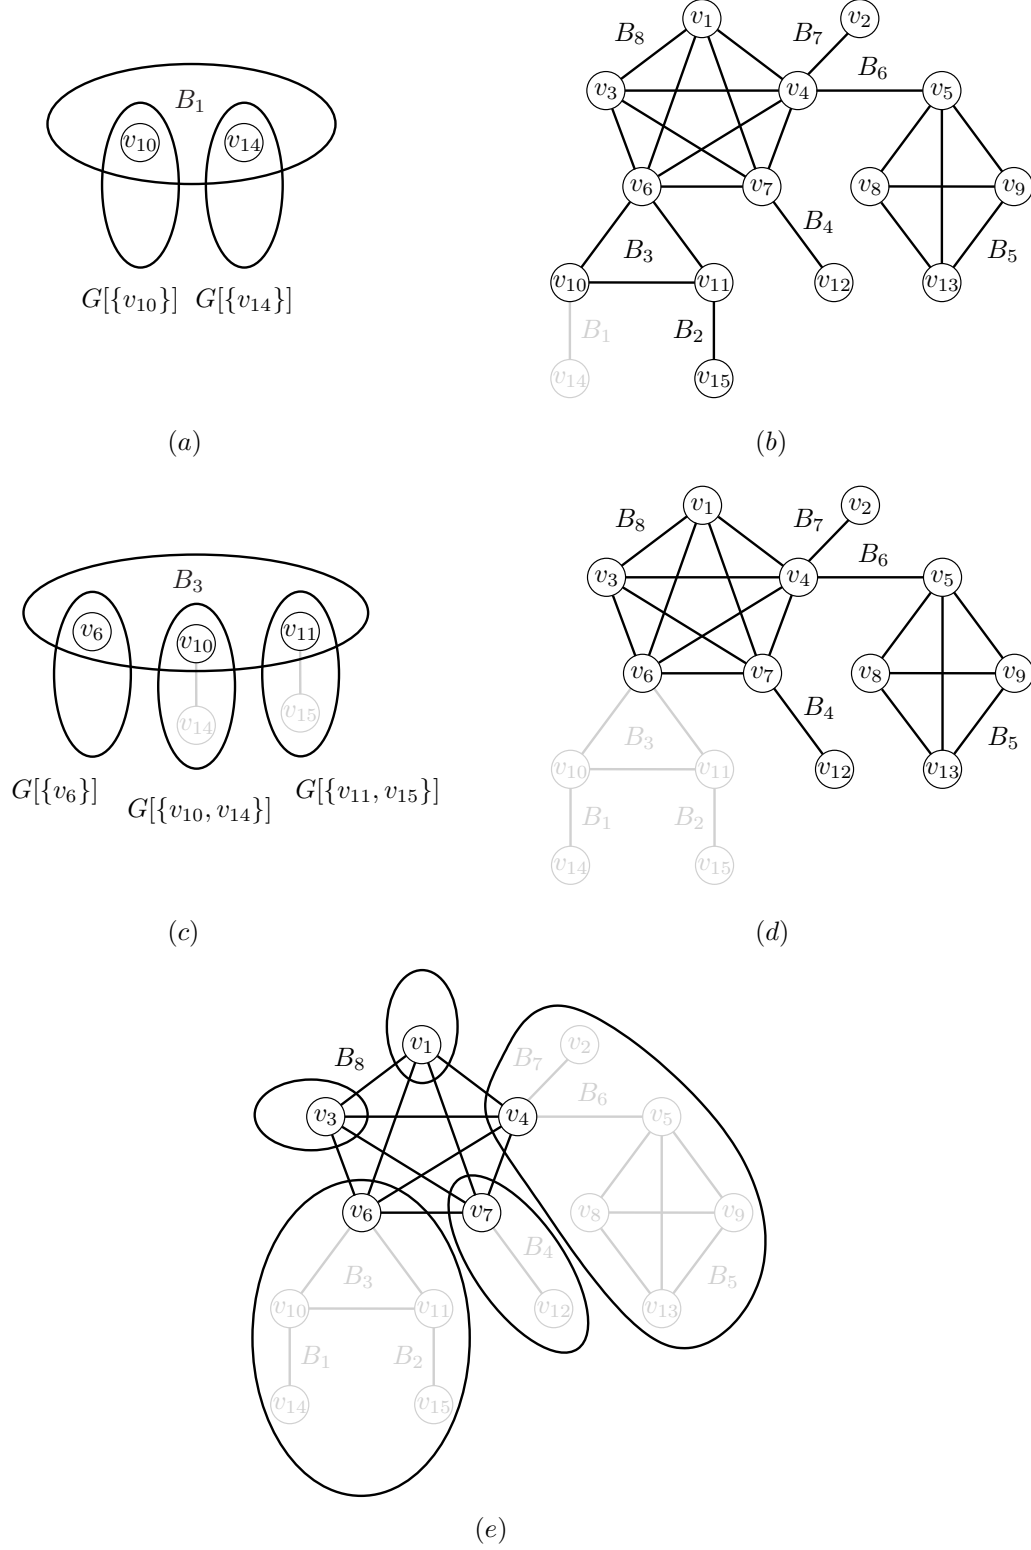 B₁
v₁₀ v₁₄
G[{v₁₀}] G[{v₁₄}]
(a)
v₁ v₂
B₈ B₇
B₆
v₃ v₄ v₅
v₆ v₇ v₈ v₉
B₄
B₃ B₅
v₁₀ v₁₁ v₁₂ v₁₃
B₁ B₂
v₁₄ v₁₅
(b)
B₃
v₆ v₁₀ v₁₁
v₁₄ v₁₅
G[{v₆}] G[{v₁₀, v₁₄}] G[{v₁₁, v₁₅}]
(c)
v₁ v₂
B₈ B₇
B₆
v₃ v₄ v₅
v₆ v₇ v₈ v₉
B₄
B₃ B₅
v₁₀ v₁₁ v₁₂ v₁₃
B₁ B₂
v₁₄ v₁₅
(d)
v₁ v₂
B₈ B₇
B₆
v₃ v₄ v₅
v₆ v₇ v₈ v₉
B₄
B₃ B₅
v₁₀ v₁₁ v₁₂ v₁₃
B₁ B₂
v₁₄ v₁₅
(e)